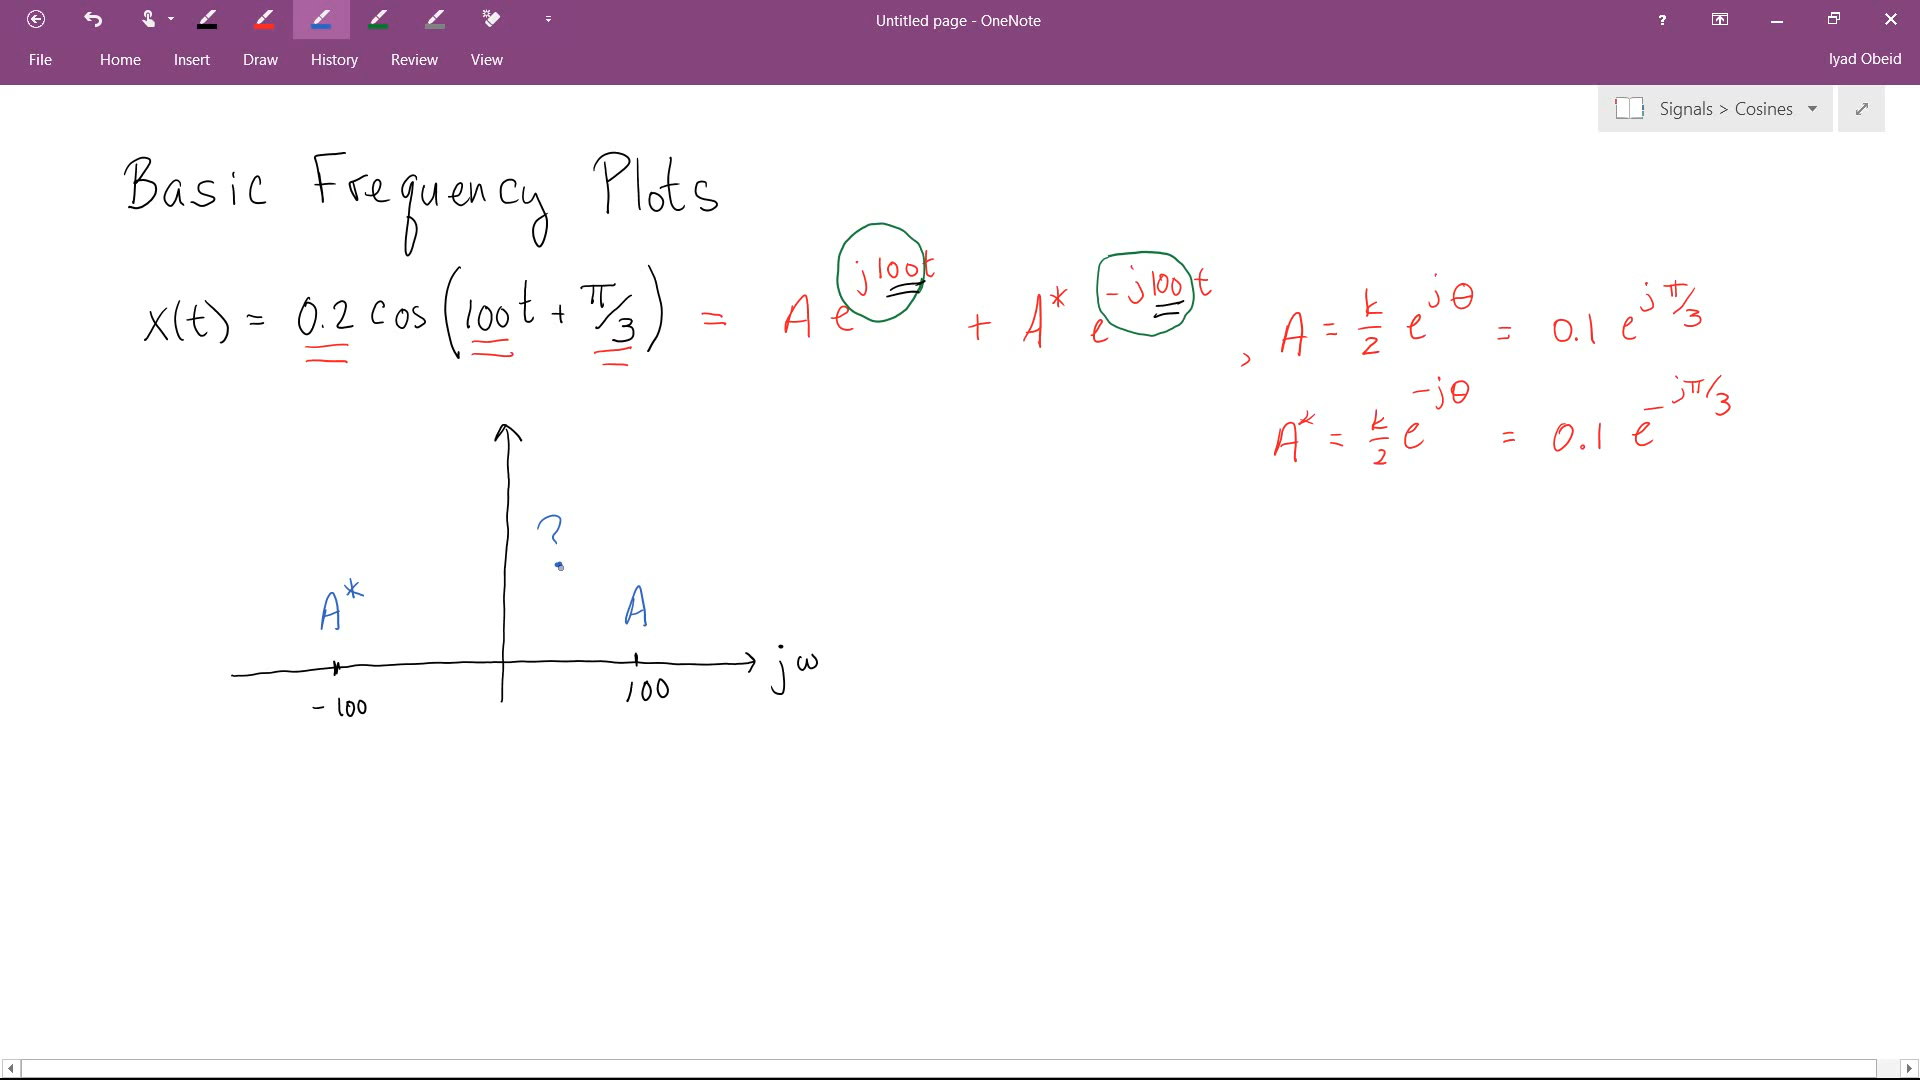 Untitled page - OneNote
?
File Home Insert Draw History Review View
Iyad Obeid
Signals > Cosines
Basic Frequency Plots
x(t) = 0.2 cos (100t + π/3) = A e^j100t + A* e^-j100t , A = k/2 e^jθ = 0.1 e^jπ/3
A* = k/2 e^-jθ = 0.1 e^-jπ/3
?
A* A
jω
-100 100